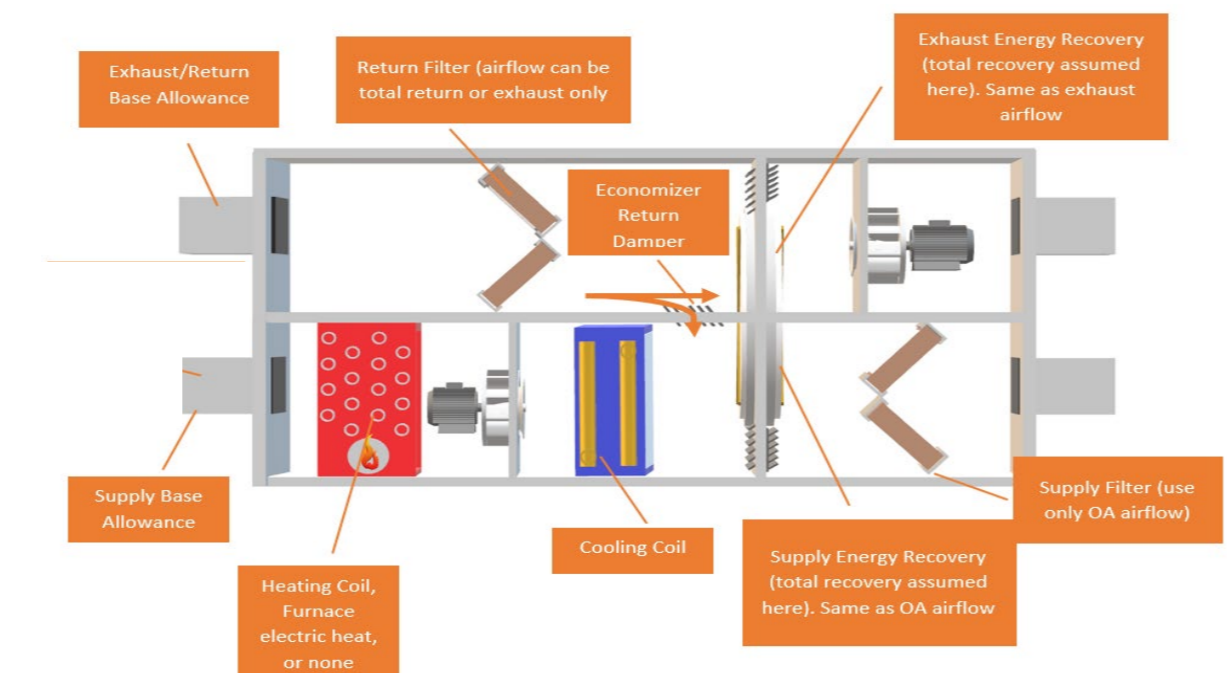 Exhaust/Return
Base Allowance
Return Filter (airflow can be
total return or exhaust only
Exhaust Energy Recovery
(total recovery assumed
here). Same as exhaust
airflow
Economizer
Return
Damper
Supply Base
Allowance
Heating Coil,
Furnace
electric heat,
or none
Cooling Coil
Supply Energy Recovery
(total recovery assumed
here). Same as OA airflow
Supply Filter (use
only OA airflow)